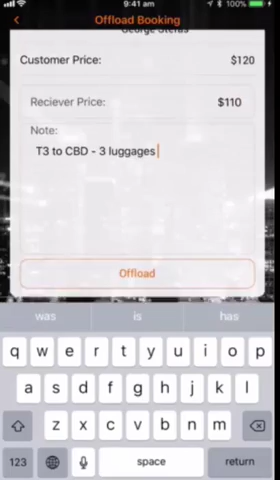 9:41 am
100%
Offload Booking
George Stefas
Customer Price: $120
Reciever Price: $110
Note:
T3 to CBD - 3 luggages
Offload
was is has
q w e r t y u i o p
a s d f g h j k l
z x c v b n m
123 space return